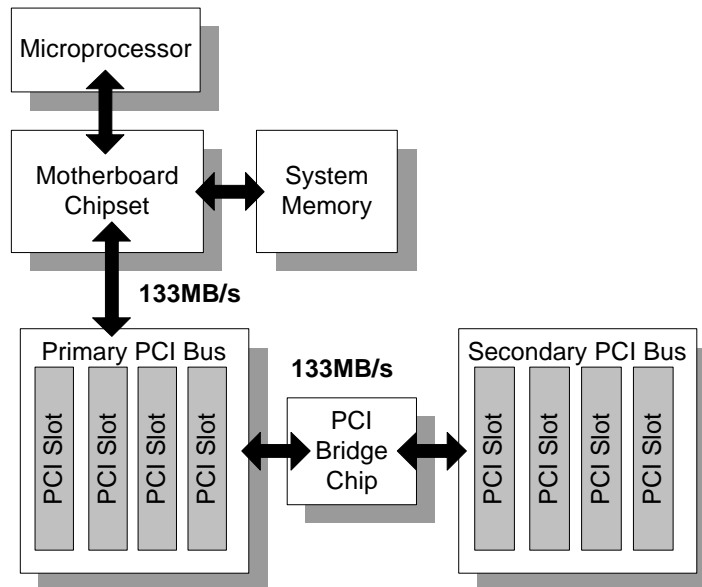 Microprocessor
Motherboard
Chipset
System
Memory
133MB/s
Primary PCI Bus
PCI Slot
PCI Slot
PCI Slot
PCI Slot
133MB/s
PCI
Bridge
Chip
Secondary PCI Bus
PCI Slot
PCI Slot
PCI Slot
PCI Slot